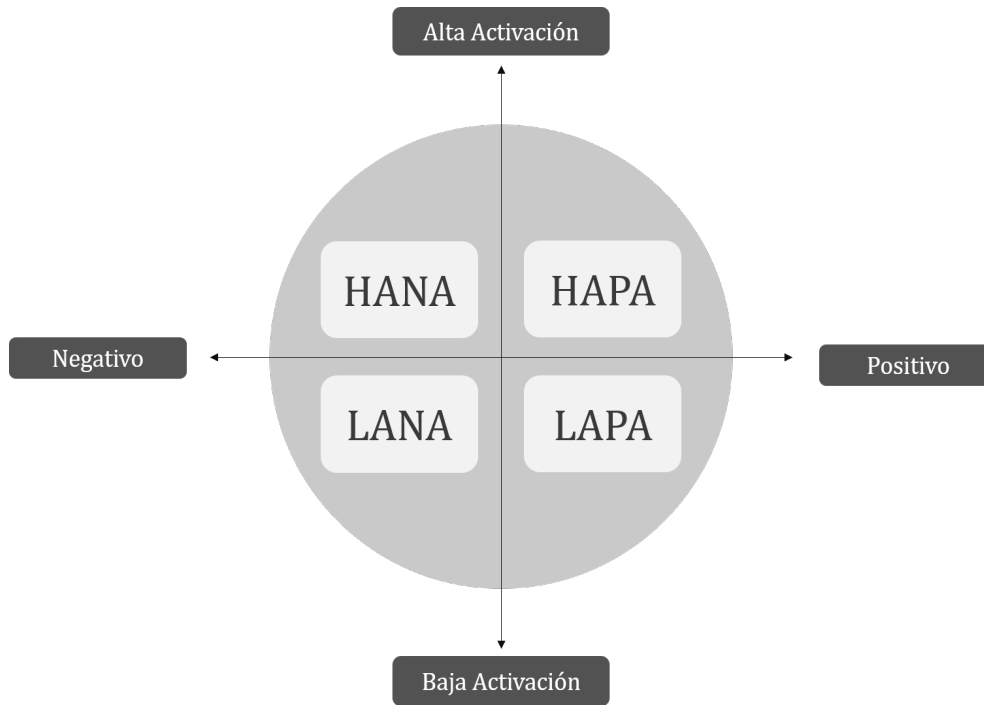 Alta Activación
HANA
HAPA
Negativo
Positivo
LANA
LAPA
Baja Activación